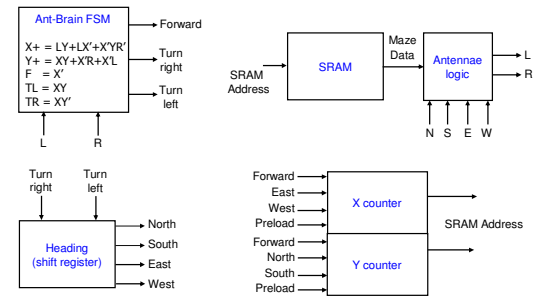 Ant-Brain FSM
X+ = LY+LX'+X'YR'
Y+ = XY+X'R+X'L
F = X'
TL = XY
TR = XY'
Forward
Turn
right
Turn
left
L
R
SRAM
Address
SRAM
Maze
Data
Antennae
logic
L
R
N S E W
Turn
right
Turn
left
Heading
(shift register)
North
South
East
West
Forward
East
West
Preload
X counter
Forward
North
South
Preload
Y counter
SRAM Address